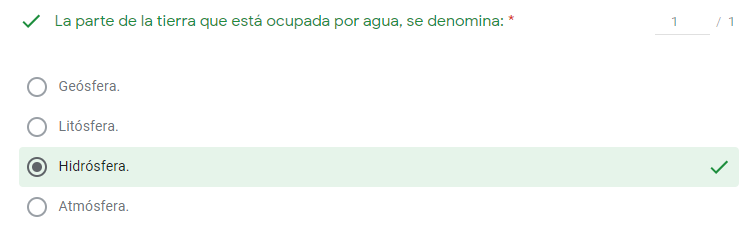 La parte de la tierra que está ocupada por agua, se denomina: * 1 / 1
Geósfera.
Litósfera.
Hidrósfera.
Atmósfera.